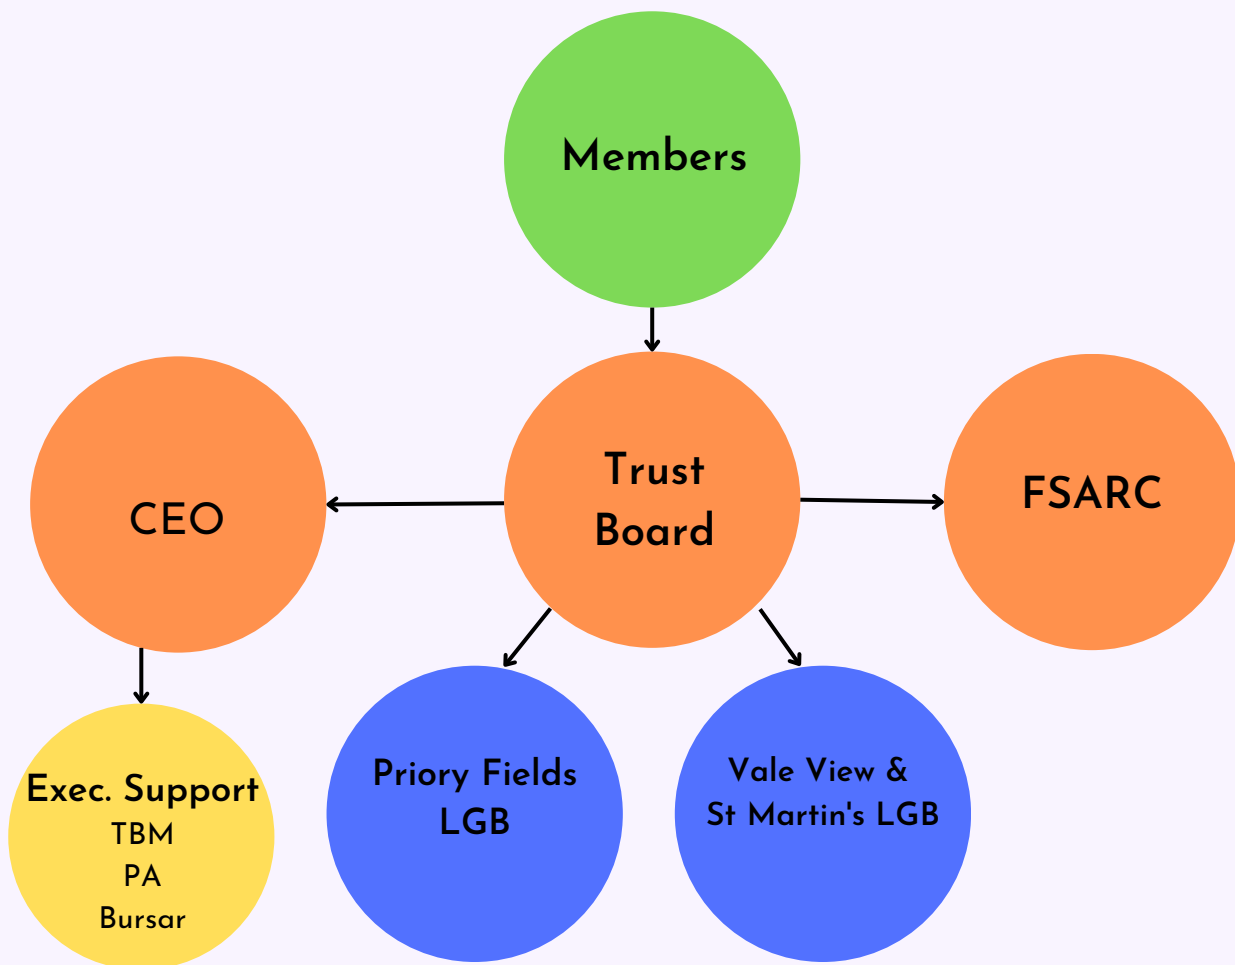 Members
Trust
Board
CEO
FSARC
Exec. Support
TBM
PA
Bursar
Priory Fields
LGB
Vale View &
St Martin's LGB